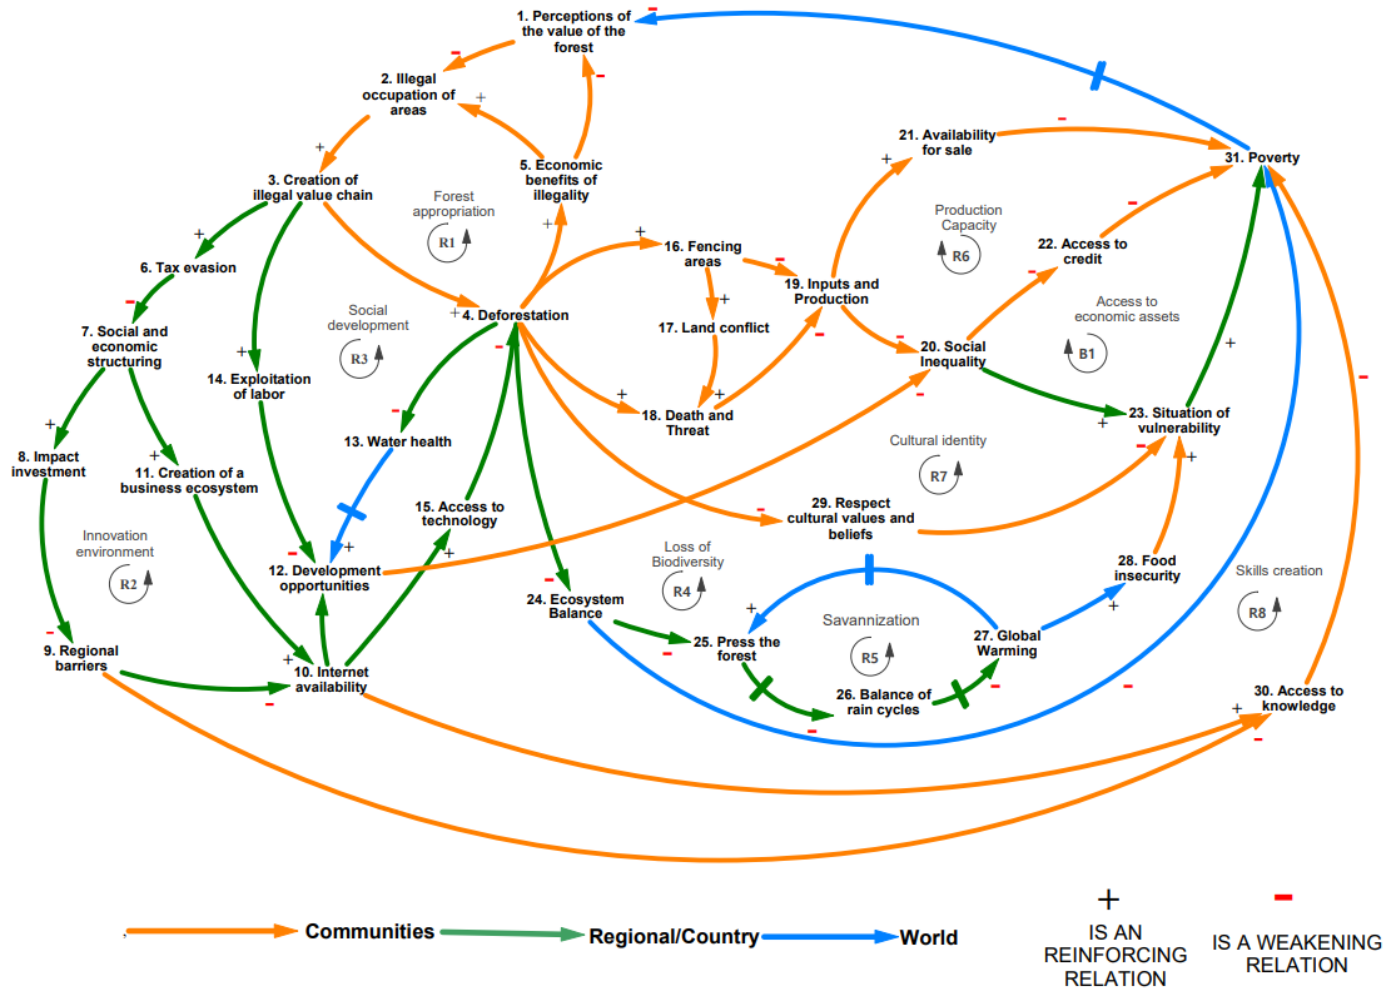 1. Perceptions of
the value of the
forest
2. Illegal
occupation of
areas
3. Creation of
illegal value chain
5. Economic
benefits of
illegality
Forest
appropriation
R1
6. Tax evasion
7. Social and
economic
structuring
Social
development
R3
4. Deforestation
14. Exploitation
of labor
8. Impact
investment
11. Creation of a
business ecosystem
13. Water health
15. Access to
technology
Innovation
environment
R2
12. Development
opportunities
9. Regional
barriers
10. Internet
availability
16. Fencing
areas
17. Land conflict
18. Death and
Threat
19. Inputs and
Production
20. Social
Inequality
21. Availability
for sale
Production
Capacity
R6
22. Access to
credit
31. Poverty
Access to
economic assets
B1
23. Situation of
vulnerability
Cultural identity
R7
29. Respect
cultural values and
beliefs
Loss of
Biodiversity
R4
24. Ecosystem
Balance
25. Press the
forest
Savannization
R5
26. Balance of
rain cycles
27. Global
Warming
28. Food
insecurity
Skills creation
R8
30. Access to
knowledge
Communities
Regional/Country
World
+
IS AN
REINFORCING
RELATION
-
IS A WEAKENING
RELATION